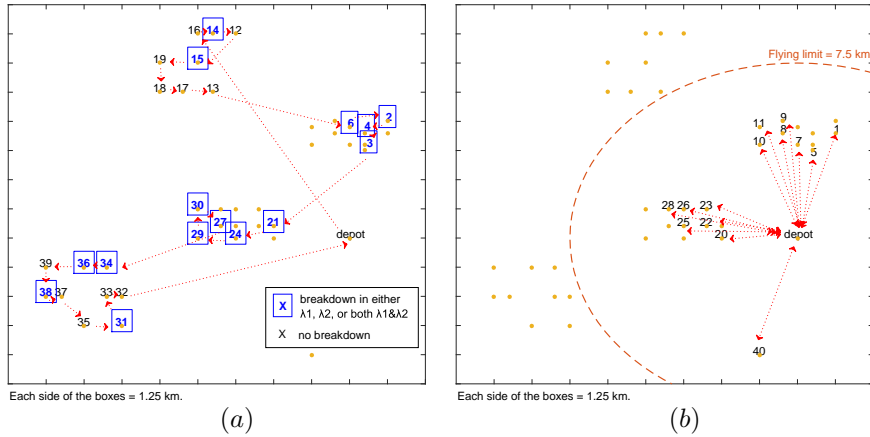 16 14 12
19 15
18 17 13
6 4 2
3
30
27 21
29 24
depot
39 36 34
38 37 33 32
35 31
X breakdown in either
λ1, λ2, or both λ1&λ2
X no breakdown
Each side of the boxes = 1.25 km.
(a)
Flying limit = 7.5 km
11 9 8 1
10 7
5
28 26 23
25 22
20 depot
40
Each side of the boxes = 1.25 km.
(b)